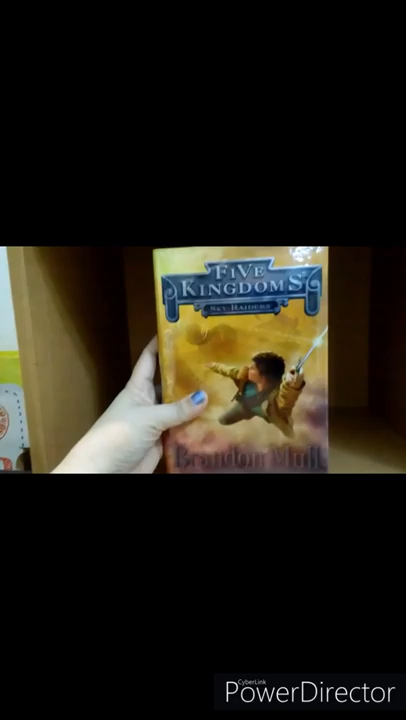 FIVE
KINGDOMS
SKY RAIDERS
Brandon Mull
CyberLink
PowerDirector